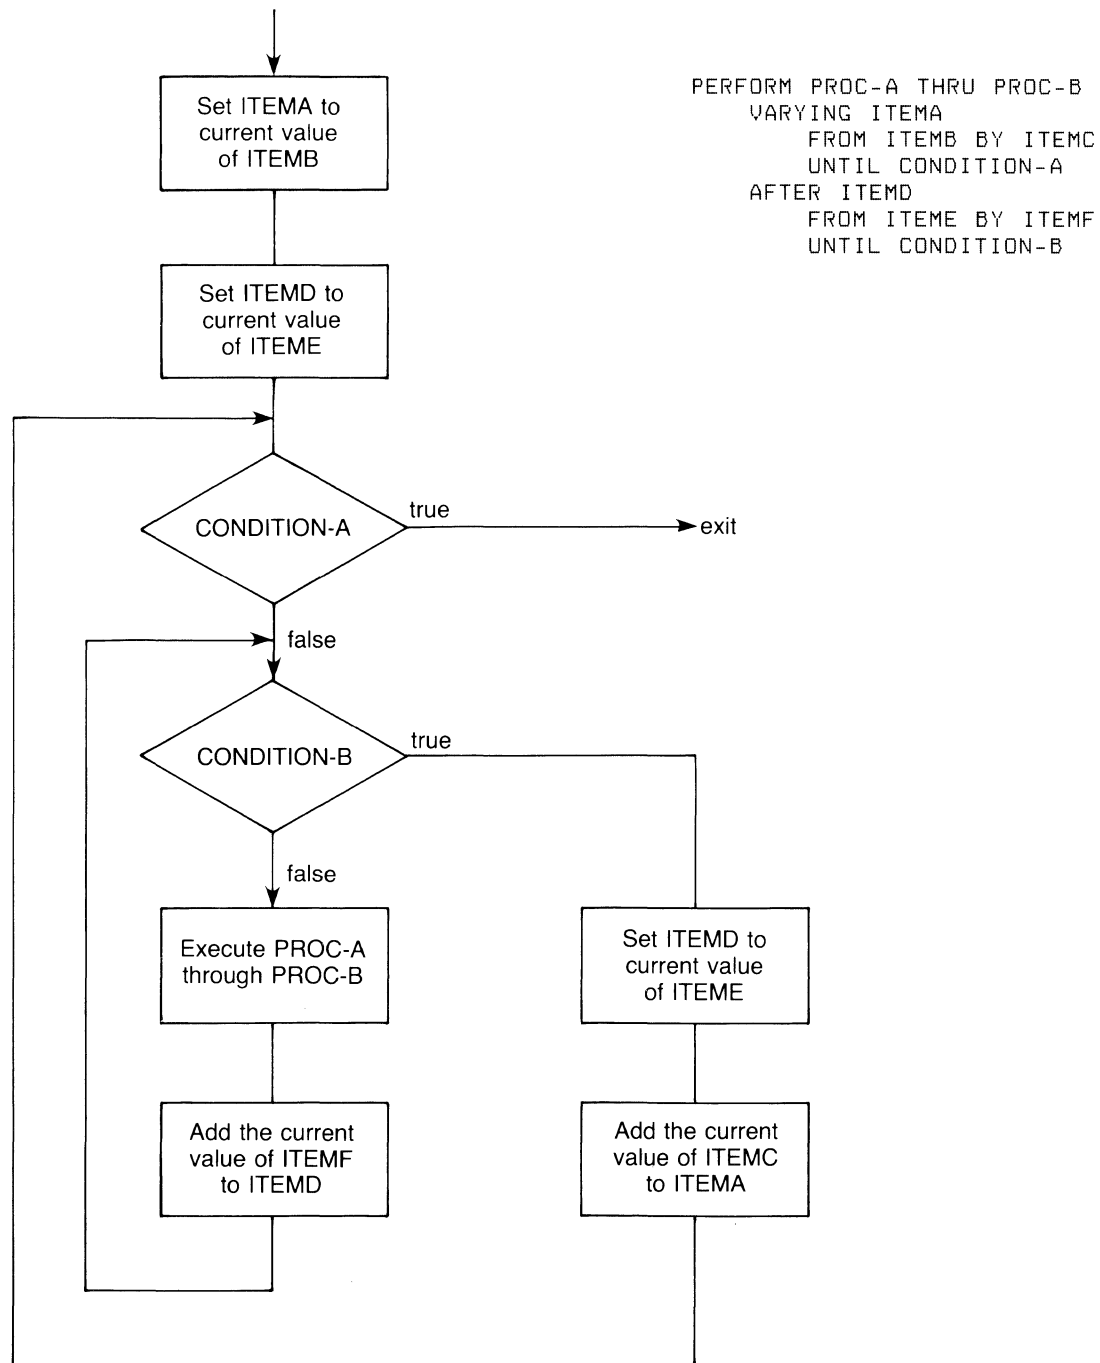 Set ITEMA to
current value
of ITEMB
PERFORM PROC-A THRU PROC-B
VARYING ITEMA
FROM ITEMB BY ITEMC
UNTIL CONDITION-A
AFTER ITEMD
FROM ITEME BY ITEMF
UNTIL CONDITION-B
Set ITEMD to
current value
of ITEME
CONDITION-A
true
exit
false
CONDITION-B
true
false
Execute PROC-A
through PROC-B
Set ITEMD to
current value
of ITEME
Add the current
value of ITEMF
to ITEMD
Add the current
value of ITEMC
to ITEMA